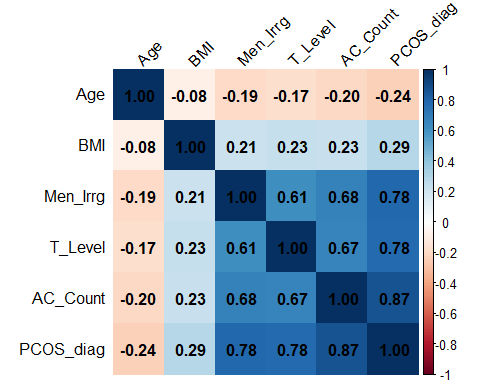 Age BMI Men_Irrg T_Level AC_Count PCOS_diag
Age 1.00 -0.08 -0.19 -0.17 -0.20 -0.24
BMI -0.08 1.00 0.21 0.23 0.23 0.29
Men_Irrg -0.19 0.21 1.00 0.61 0.68 0.78
T_Level -0.17 0.23 0.61 1.00 0.67 0.78
AC_Count -0.20 0.23 0.68 0.67 1.00 0.87
PCOS_diag -0.24 0.29 0.78 0.78 0.87 1.00
1
0.8
0.6
0.4
0.2
0
-0.2
-0.4
-0.6
-0.8
-1